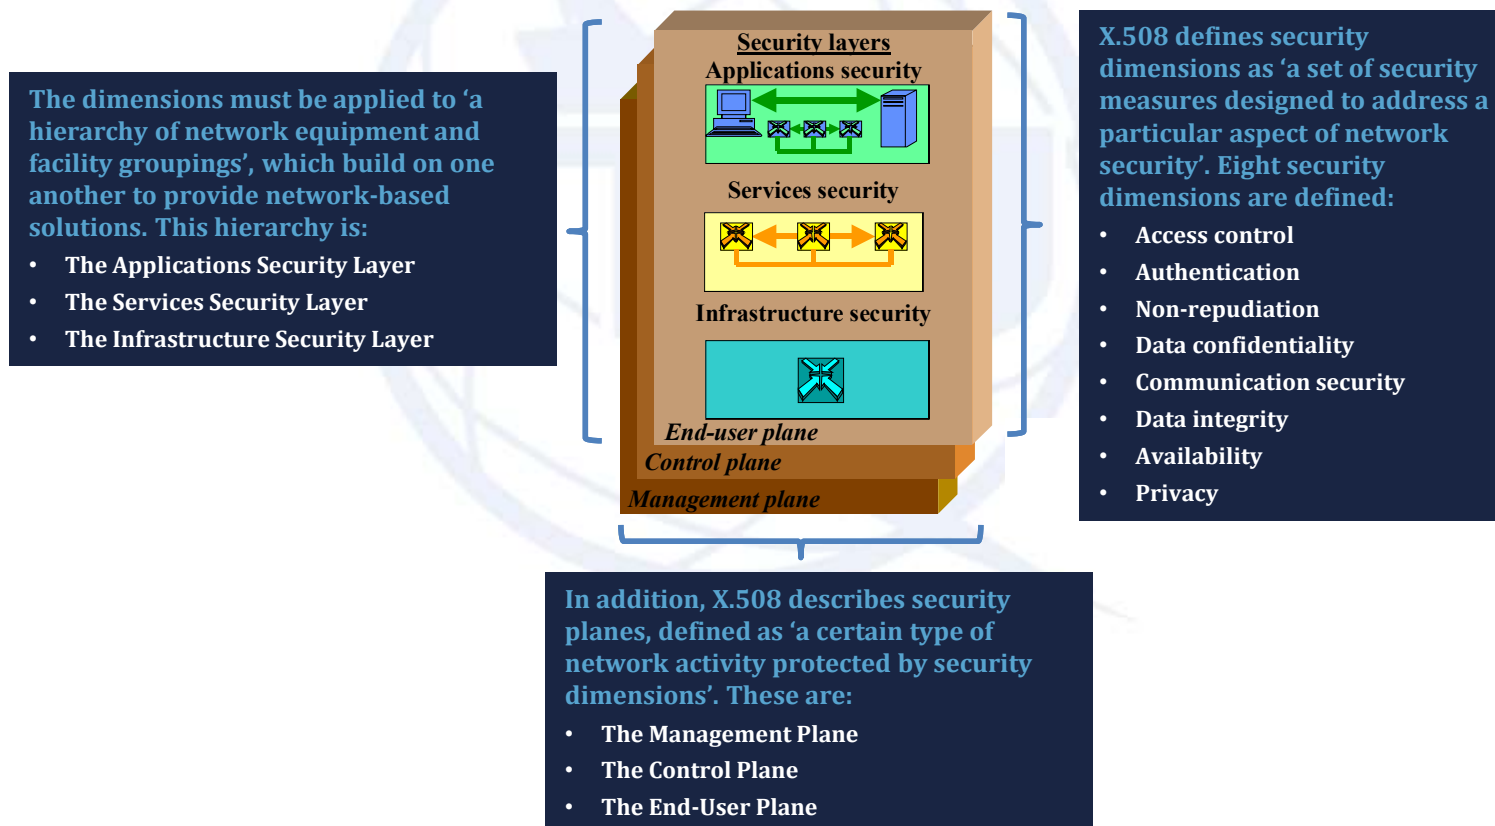 The dimensions must be applied to ‘a
hierarchy of network equipment and
facility groupings’, which build on one
another to provide network-based
solutions. This hierarchy is:
• The Applications Security Layer
• The Services Security Layer
• The Infrastructure Security Layer
Security layers
Applications security
Services security
Infrastructure security
End-user plane
Control plane
Management plane
X.508 defines security
dimensions as ‘a set of security
measures designed to address a
particular aspect of network
security’. Eight security
dimensions are defined:
• Access control
• Authentication
• Non-repudiation
• Data confidentiality
• Communication security
• Data integrity
• Availability
• Privacy
In addition, X.508 describes security
planes, defined as ‘a certain type of
network activity protected by security
dimensions’. These are:
• The Management Plane
• The Control Plane
• The End-User Plane